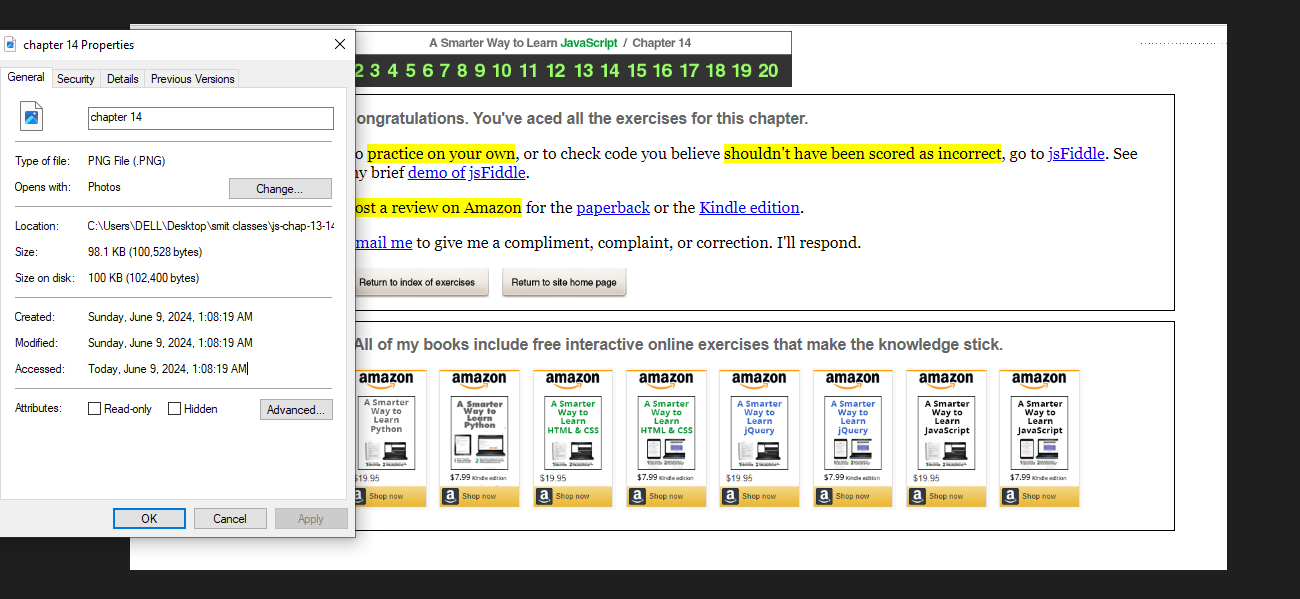 chapter 14 Properties
General Security Details Previous Versions
chapter 14
Type of file: PNG File (.PNG)
Opens with: Photos Change...
Location: C:\Users\DELL\Desktop\smit classes\js-chap-13-14
Size: 98.1 KB (100,528 bytes)
Size on disk: 100 KB (102,400 bytes)
Created: Sunday, June 9, 2024, 1:08:19 AM
Modified: Sunday, June 9, 2024, 1:08:19 AM
Accessed: Today, June 9, 2024, 1:08:19 AM
Attributes: Read-only Hidden Advanced...
OK Cancel Apply
A Smarter Way to Learn JavaScript / Chapter 14
2 3 4 5 6 7 8 9 10 11 12 13 14 15 16 17 18 19 20
ongratulations. You've aced all the exercises for this chapter.
o practice on your own, or to check code you believe shouldn't have been scored as incorrect, go to jsFiddle. See
y brief demo of jsFiddle.
ost a review on Amazon for the paperback or the Kindle edition.
mail me to give me a compliment, complaint, or correction. I'll respond.
Return to index of exercises Return to site home page
All of my books include free interactive online exercises that make the knowledge stick.
amazon amazon amazon amazon amazon amazon amazon amazon
A Smarter A Smarter A Smarter A Smarter A Smarter A Smarter A Smarter A Smarter
Way to Way to Way to Way to Way to Way to Way to Way to
Learn Learn Learn Learn Learn Learn Learn Learn
Python Python HTML & CSS HTML & CSS jQuery jQuery JavaScript JavaScript
$19.95 $7.99 Kindle edition $19.95 $7.99 Kindle edition $19.95 $7.99 Kindle edition $19.95 $7.99 Kindle edition
a Shop now a Shop now a Shop now a Shop now a Shop now a Shop now a Shop now a Shop now